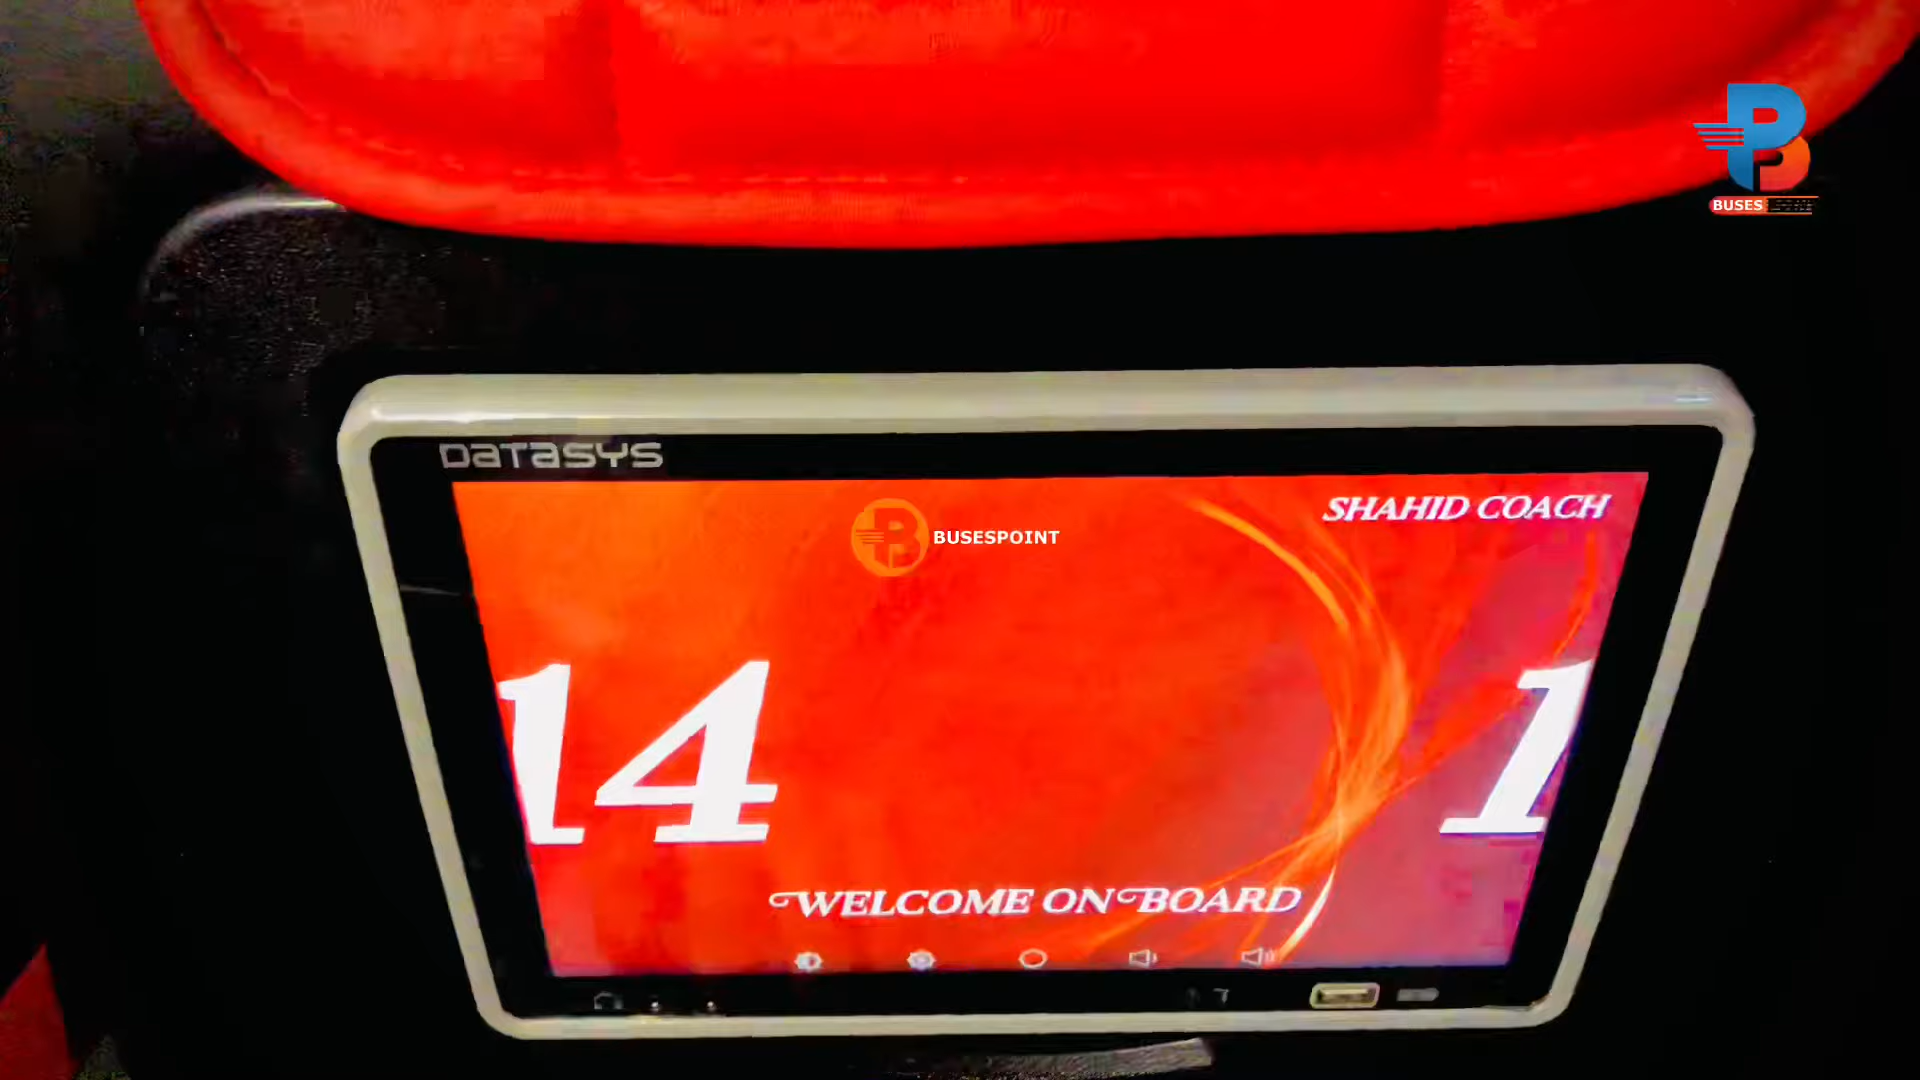 BUSES
DATASYS
SHAHID COACH
BUSESPOINT
14
1
WELCOME ON BOARD